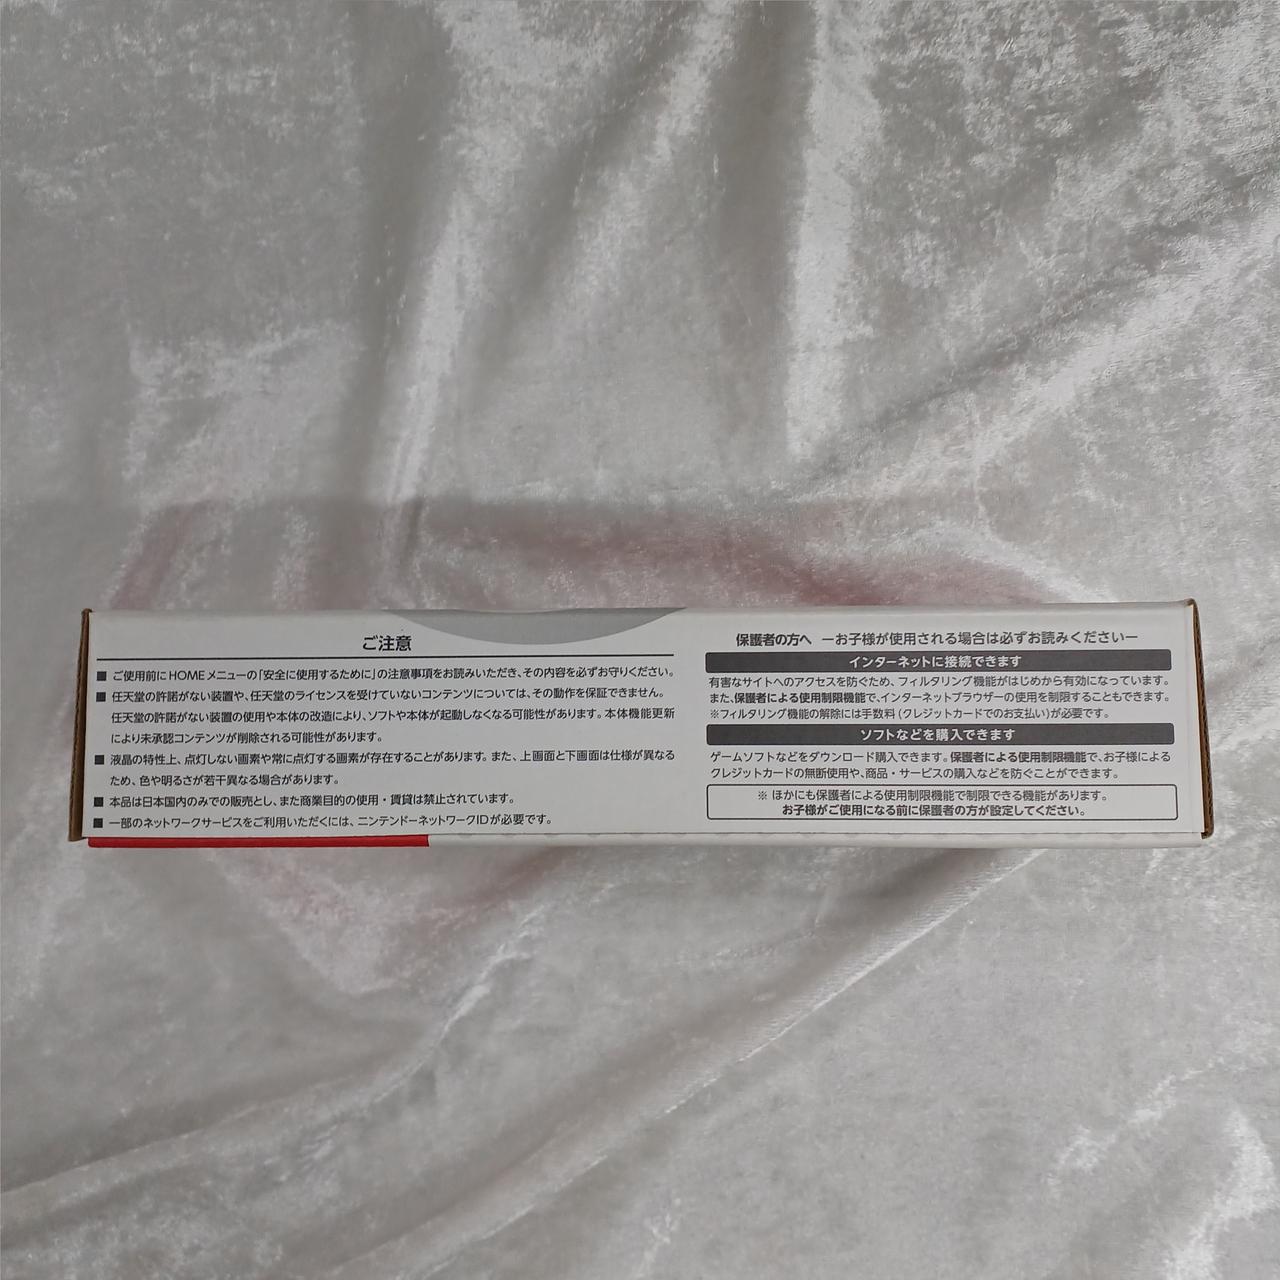 ご注意
■ ご使用前にHOMEメニューの「安全に使用するために」の注意事項をお読みいただき、その内容を必ずお守りください。
■ 任天堂の許諾がない装置や、任天堂のライセンスを受けていないコンテンツについては、その動作を保証できません。
任天堂の許諾がない装置の使用や本体の改造により、ソフトや本体が起動しなくなる可能性があります。本体機能更新
により未承認コンテンツが削除される可能性があります。
■ 液晶の特性上、点灯しない画素や常に点灯する画素が存在することがあります。また、上画面と下画面は仕様が異なる
ため、色や明るさが若干異なる場合があります。
■ 本品は日本国内のみでの販売とし、また商業目的の使用・賃貸は禁止されています。
■ 一部のネットワークサービスをご利用いただくには、ニンテンドーネットワークIDが必要です。
保護者の方へ ーお子様が使用される場合は必ずお読みくださいー
インターネットに接続できます
有害なサイトへのアクセスを防ぐため、フィルタリング機能がはじめから有効になっています。
また、保護者による使用制限機能で、インターネットブラウザーの使用を制限することもできます。
※フィルタリング機能の解除には手数料(クレジットカードでのお支払い)が必要です。
ソフトなどを購入できます
ゲームソフトなどをダウンロード購入できます。保護者による使用制限機能で、お子様による
クレジットカードの無断使用や、商品・サービスの購入などを防ぐことができます。
※ ほかにも保護者による使用制限機能で制限できる機能があります。
お子様がご使用になる前に保護者の方が設定してください。